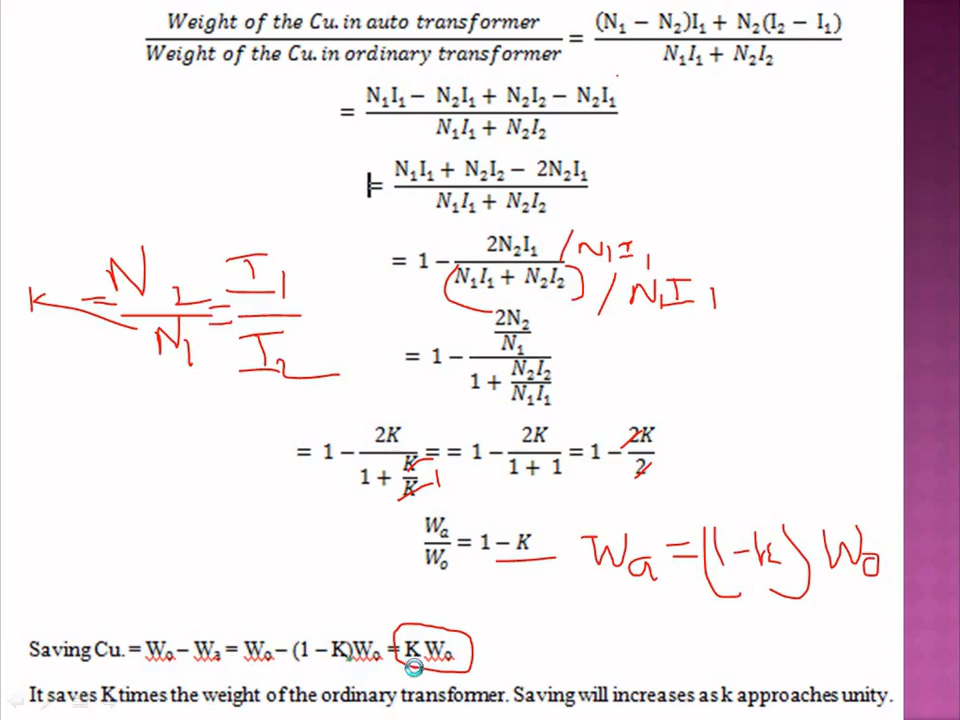 Weight of the Cu. in auto transformer / Weight of the Cu. in ordinary transformer = (N₁ − N₂)I₁ + N₂(I₂ − I₁) / N₁I₁ + N₂I₂
= N₁I₁ − N₂I₁ + N₂I₂ − N₂I₁ / N₁I₁ + N₂I₂
= N₁I₁ + N₂I₂ − 2N₂I₁ / N₁I₁ + N₂I₂
= 1 − 2N₂I₁ / N₁I₁ + N₂I₂
/N₁I₁
/N₁I₁
K = N₂/N₁ = I₁/I₂
= 1 − (2N₂/N₁) / (1 + N₂I₂/N₁I₁)
= 1 − 2K / (1 + K/K) = = 1 − 2K / 1 + 1 = 1 − 2K/2
1
Wₐ/Wₒ = 1 − K
Wa = (1-K) Wo
Saving Cu. = Wₒ − Wₐ = Wₒ − (1 − K)Wₒ = K Wₒ
It saves K times the weight of the ordinary transformer. Saving will increases as k approaches unity.